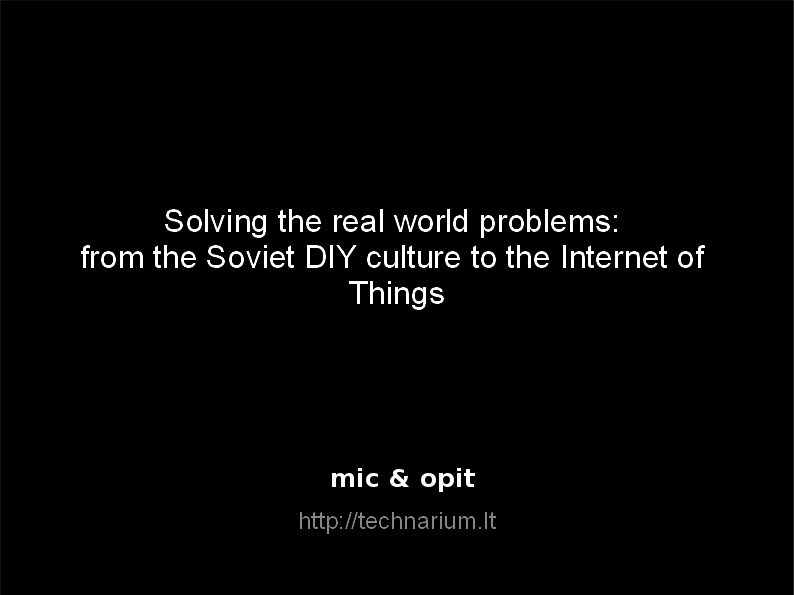 Solving the real world problems:
from the Soviet DIY culture to the Internet of
Things
mic & opit
http://technarium.lt